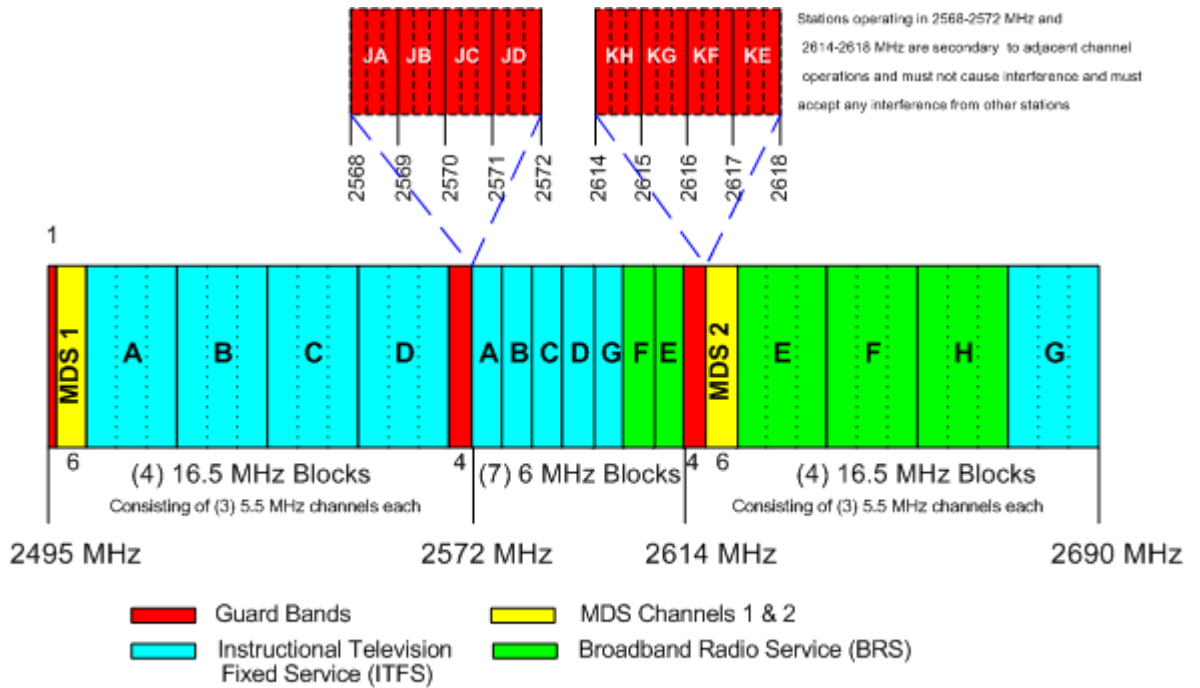 JA JB JC JD
KH KG KF KE
Stations operating in 2568-2572 MHz and
2614-2618 MHz are secondary to adjacent channel
operations and must not cause interference and must
accept any interference from other stations
2568 2569 2570 2571 2572
2614 2615 2616 2617 2618
1
MDS 1 A B C D A B C D G F E MDS 2 E F H G
6 4 4 6
(4) 16.5 MHz Blocks (7) 6 MHz Blocks (4) 16.5 MHz Blocks
Consisting of (3) 5.5 MHz channels each Consisting of (3) 5.5 MHz channels each
2495 MHz 2572 MHz 2614 MHz 2690 MHz
Guard Bands MDS Channels 1 & 2
Instructional Television Broadband Radio Service (BRS)
Fixed Service (ITFS)